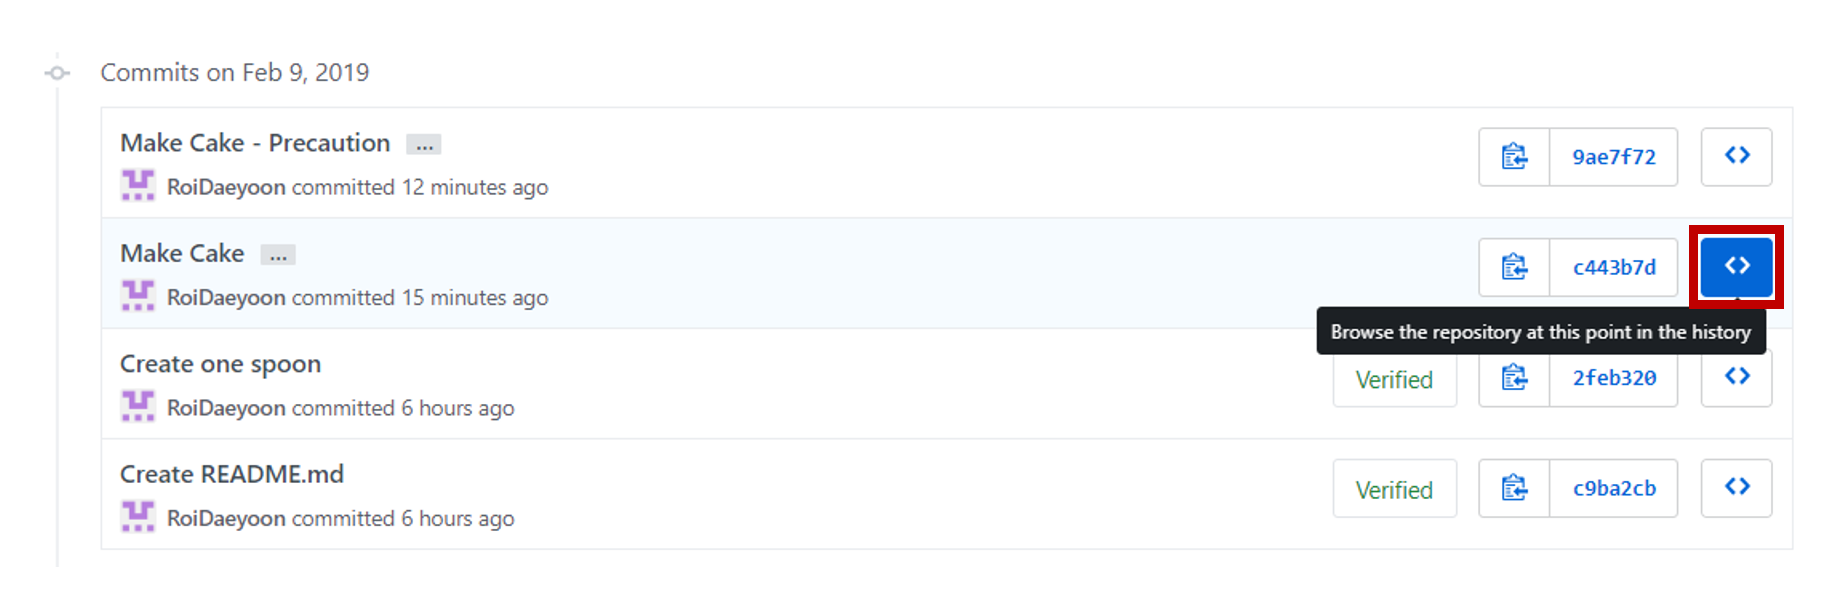 Commits on Feb 9, 2019
Make Cake - Precaution ...
RoiDaeyoon committed 12 minutes ago
9ae7f72
Make Cake ...
RoiDaeyoon committed 15 minutes ago
c443b7d
Browse the repository at this point in the history
Create one spoon
RoiDaeyoon committed 6 hours ago
Verified
2feb320
Create README.md
RoiDaeyoon committed 6 hours ago
Verified
c9ba2cb